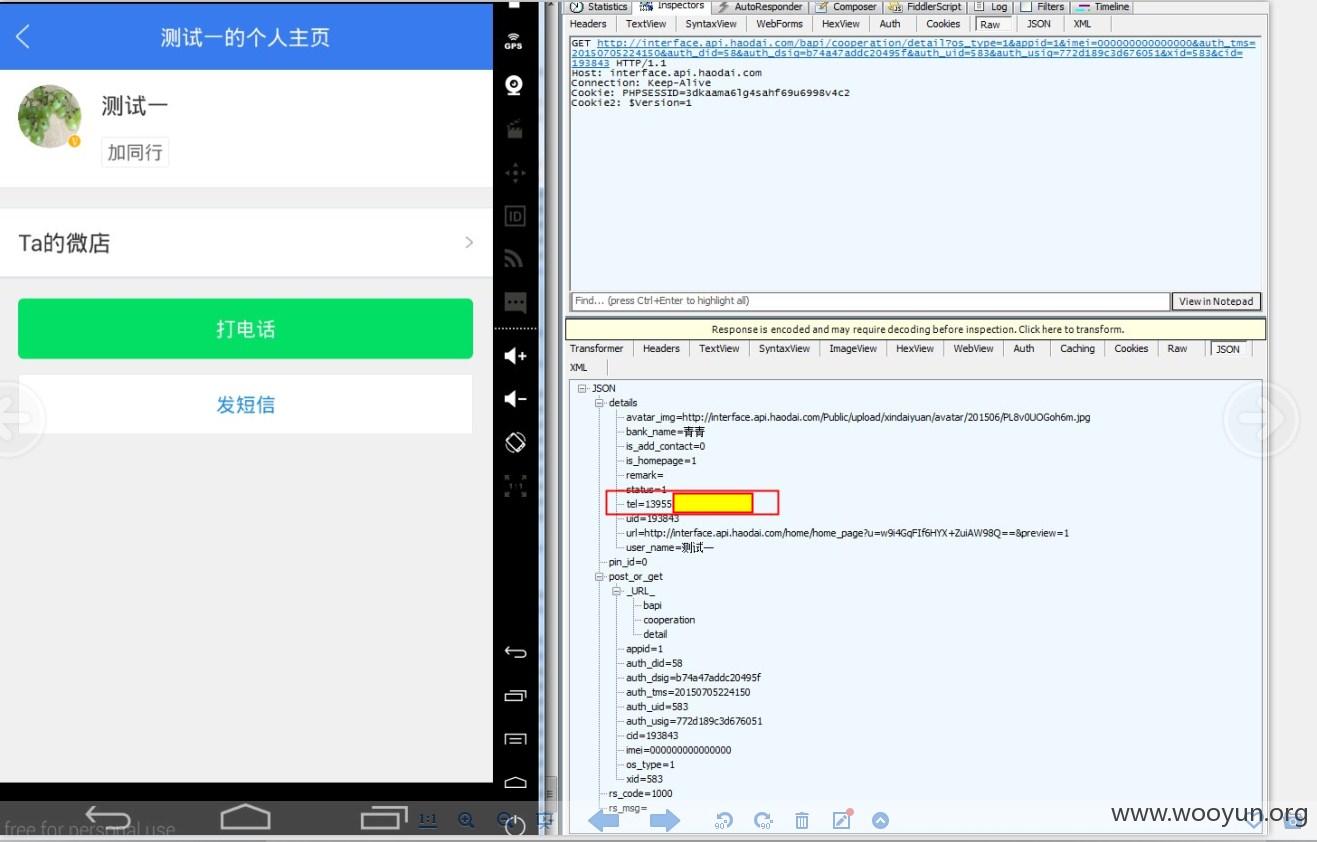 测试一的个人主页
测试一
加同行
Ta的微店
打电话
发短信
free for personal use
GPS
ID
1:1
Statistics Inspectors AutoResponder Composer FiddlerScript Log Filters Timeline
Headers TextView SyntaxView WebForms HexView Auth Cookies Raw JSON XML
GET http://interface.api.haodai.com/bapi/cooperation/detail?os_type=1&appid=1&imei=000000000000000&auth_tms=
20150705224150&auth_did=58&auth_dsig=b74a47addc20495f&auth_uid=583&auth_usig=772d189c3d676051&xid=583&cid=
193843 HTTP/1.1
Host: interface.api.haodai.com
Connection: Keep-Alive
Cookie: PHPSESSID=3dkaama6lg4sahf69u6998v4c2
Cookie2: $Version=1
Find... (press Ctrl+Enter to highlight all) View in Notepad
Response is encoded and may require decoding before inspection. Click here to transform.
Transformer Headers TextView SyntaxView ImageView HexView WebView Auth Caching Cookies Raw JSON
XML
JSON
details
avatar_img=http://interface.api.haodai.com/Public/upload/xindaiyuan/avatar/201506/PL8v0UOGoh6m.jpg
bank_name=青青
is_add_contact=0
is_homepage=1
remark=
status=1
tel=13955
uid=193843
url=http://interface.api.haodai.com/home/home_page?u=w9i4GqFIf6HYX+ZuiAW98Q==&preview=1
user_name=测试一
pin_id=0
post_or_get
_URL_
bapi
cooperation
detail
appid=1
auth_did=58
auth_dsig=b74a47addc20495f
auth_tms=20150705224150
auth_uid=583
auth_usig=772d189c3d676051
cid=193843
imei=000000000000000
os_type=1
xid=583
rs_code=1000
rs_msg=
1:1
90
90
www.wooyun.org